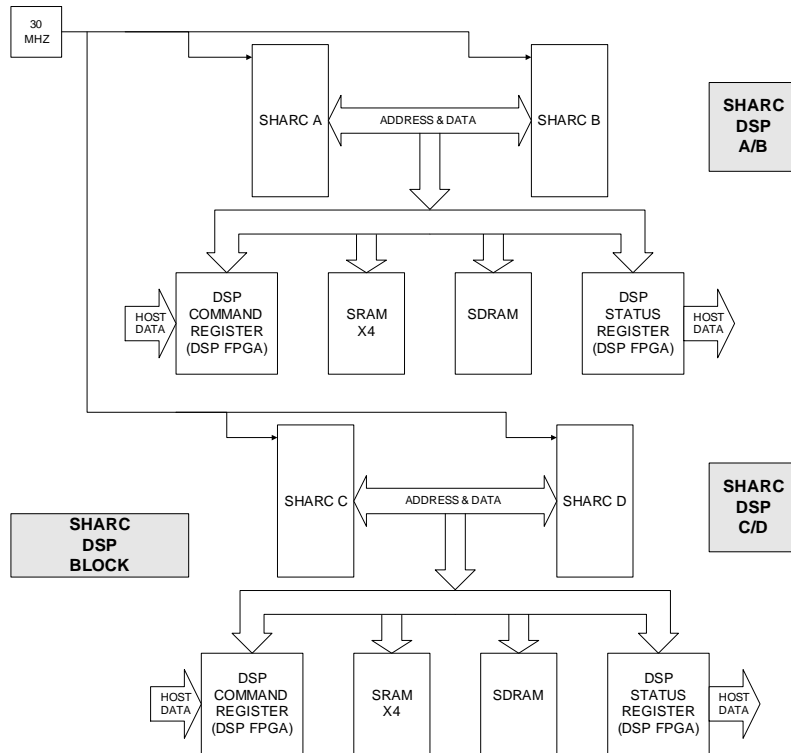 30
MHZ
SHARC A
ADDRESS & DATA
SHARC B
SHARC
DSP
A/B
HOST
DATA
DSP
COMMAND
REGISTER
(DSP FPGA)
SRAM
X4
SDRAM
DSP
STATUS
REGISTER
(DSP FPGA)
HOST
DATA
SHARC C
ADDRESS & DATA
SHARC D
SHARC
DSP
C/D
SHARC
DSP
BLOCK
HOST
DATA
DSP
COMMAND
REGISTER
(DSP FPGA)
SRAM
X4
SDRAM
DSP
STATUS
REGISTER
(DSP FPGA)
HOST
DATA